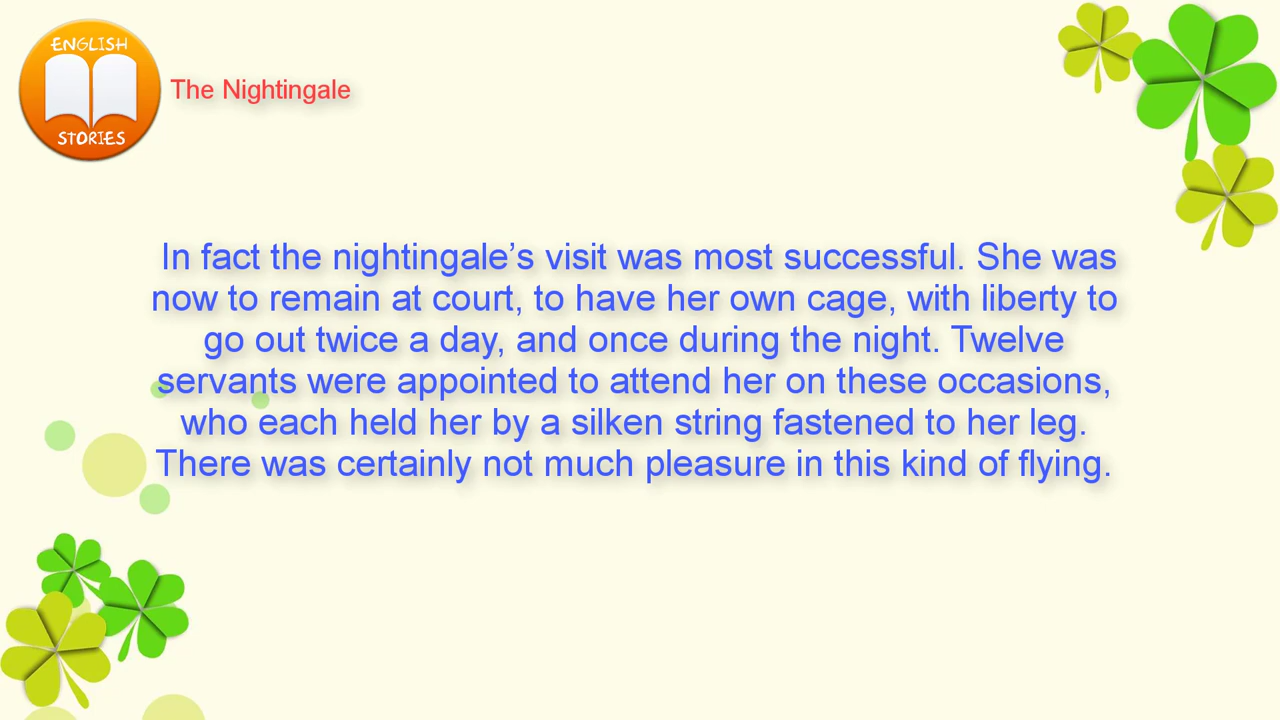 ENGLISH
STORIES
The Nightingale
In fact the nightingale’s visit was most successful. She was
now to remain at court, to have her own cage, with liberty to
go out twice a day, and once during the night. Twelve
servants were appointed to attend her on these occasions,
who each held her by a silken string fastened to her leg.
There was certainly not much pleasure in this kind of flying.